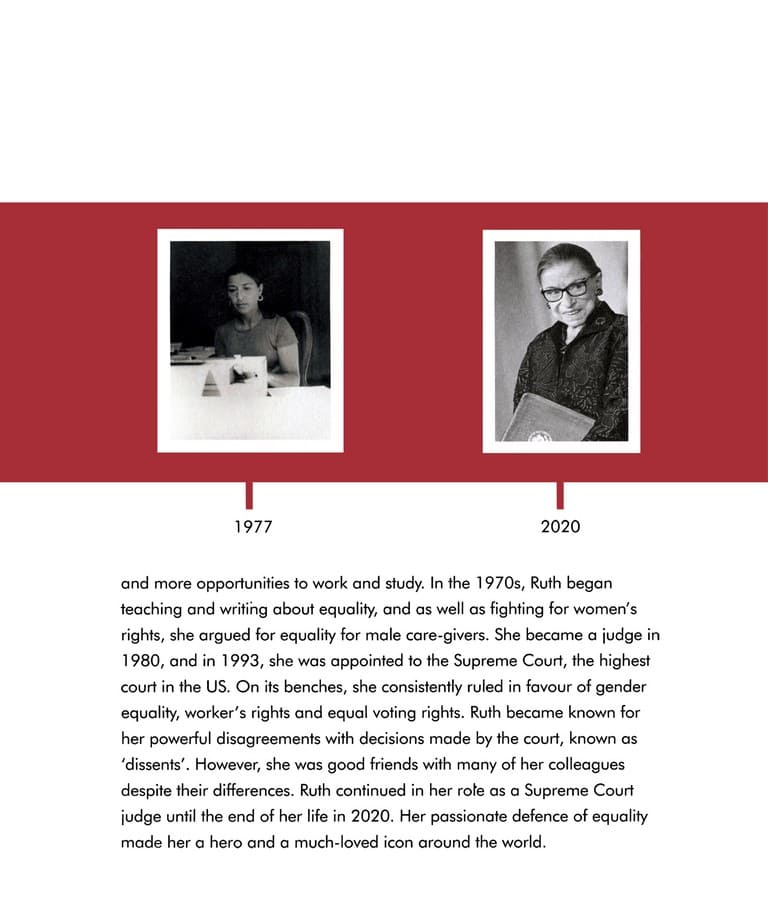 1977
2020
and more opportunities to work and study. In the 1970s, Ruth began
teaching and writing about equality, and as well as fighting for women’s
rights, she argued for equality for male care-givers. She became a judge in
1980, and in 1993, she was appointed to the Supreme Court, the highest
court in the US. On its benches, she consistently ruled in favour of gender
equality, worker’s rights and equal voting rights. Ruth became known for
her powerful disagreements with decisions made by the court, known as
‘dissents’. However, she was good friends with many of her colleagues
despite their differences. Ruth continued in her role as a Supreme Court
judge until the end of her life in 2020. Her passionate defence of equality
made her a hero and a much-loved icon around the world.